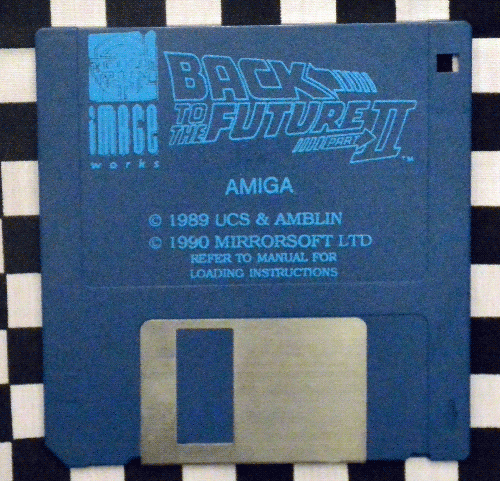 imAGE
works
BACK
TO
THE FUTURE
PART II
™
AMIGA
© 1989 UCS & AMBLIN
© 1990 MIRRORSOFT LTD
REFER TO MANUAL FOR
LOADING INSTRUCTIONS